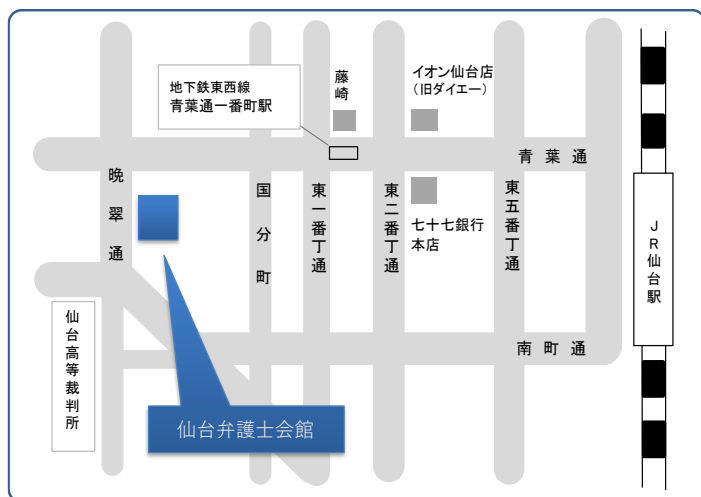 地下鉄東西線
青葉通一番町駅
藤崎
イオン仙台店
（旧ダイエー）
青葉通
晩翠通
国分町
東一番丁通
東二番丁通
七十七銀行
本店
東五番丁通
JR仙台駅
南町通
仙台高等裁判所
仙台弁護士会館